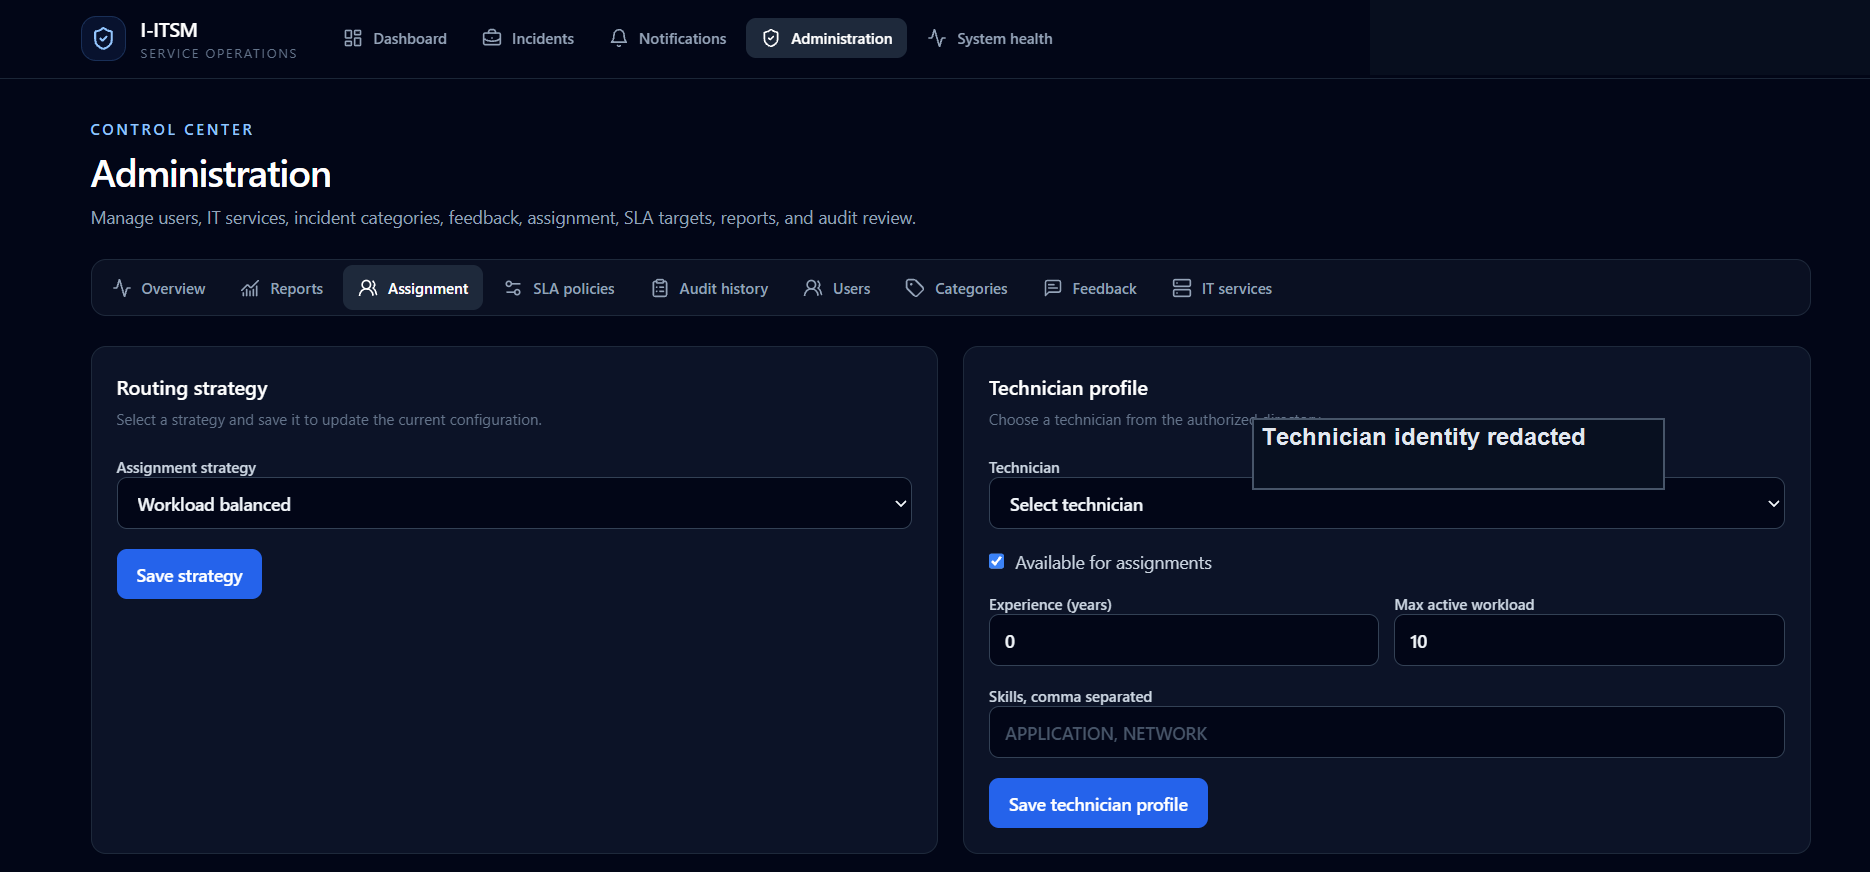 I-ITSM
SERVICE OPERATIONS
Dashboard
Incidents
Notifications
Administration
System health
CONTROL CENTER
Administration
Manage users, IT services, incident categories, feedback, assignment, SLA targets, reports, and audit review.
Overview
Reports
Assignment
SLA policies
Audit history
Users
Categories
Feedback
IT services
Routing strategy
Select a strategy and save it to update the current configuration.
Assignment strategy
Workload balanced
Save strategy
Technician profile
Choose a technician from the authorized directory.
Technician identity redacted
Technician
Select technician
Available for assignments
Experience (years)
Max active workload
0
10
Skills, comma separated
APPLICATION, NETWORK
Save technician profile